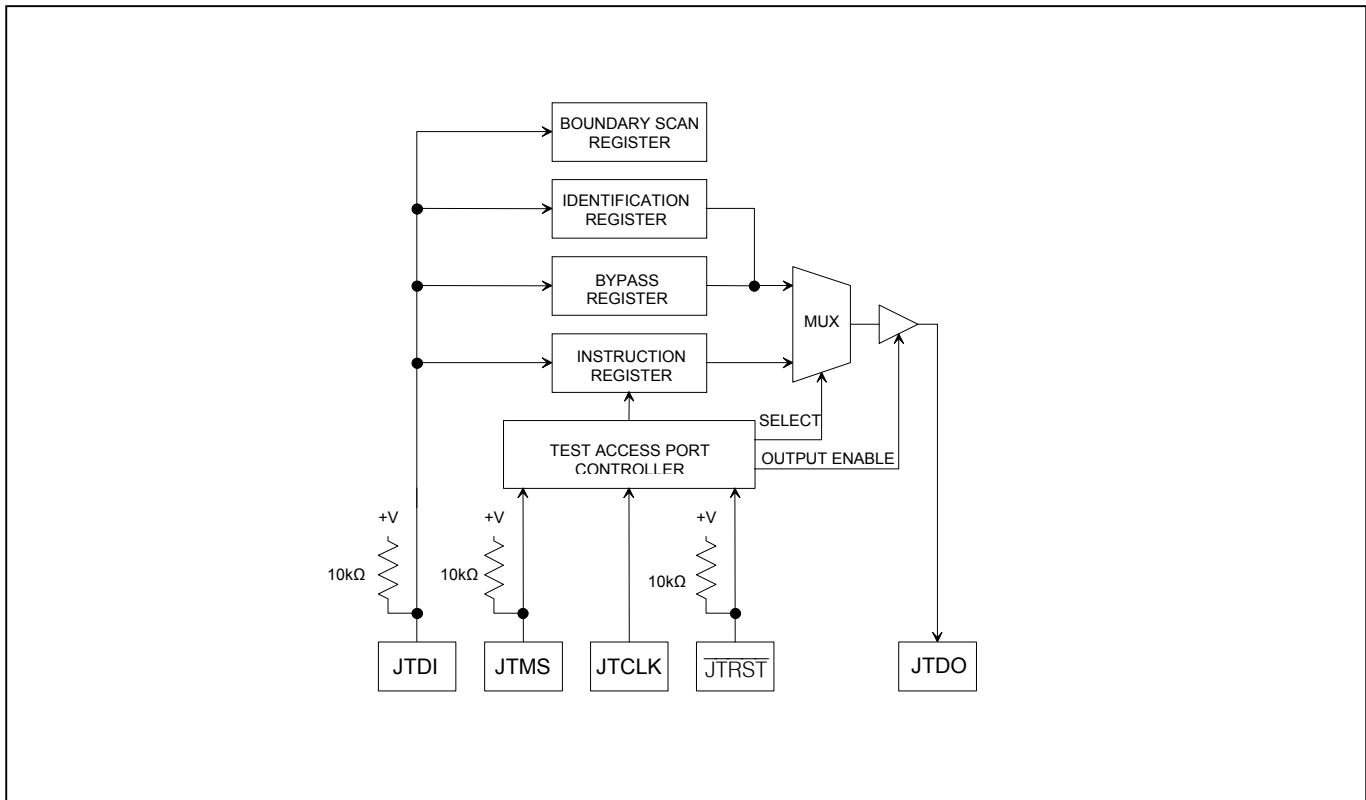 BOUNDARY SCAN
REGISTER
IDENTIFICATION
REGISTER
BYPASS
REGISTER
MUX
INSTRUCTION
REGISTER
SELECT
TEST ACCESS PORT
CONTROLLER
OUTPUT ENABLE
+V
+V
+V
10kΩ
10kΩ
10kΩ
JTDI
JTMS
JTCLK
JTRST
JTDO